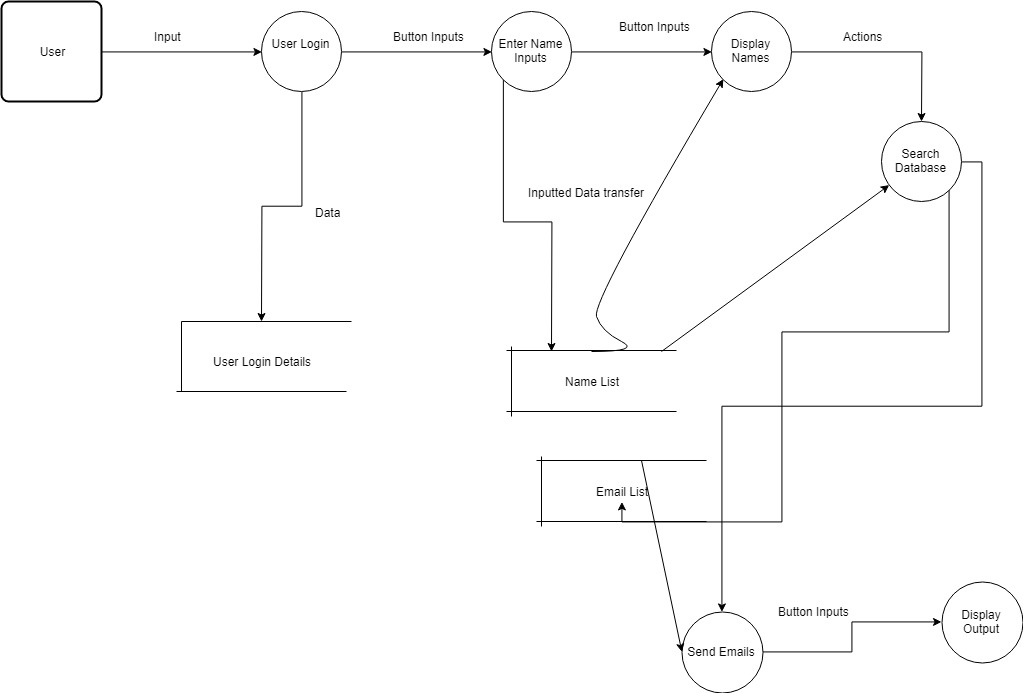 User
Input
User Login
Button Inputs
Enter Name
Inputs
Button Inputs
Display
Names
Actions
Search
Database
Inputted Data transfer
Data
User Login Details
Name List
Email List
Button Inputs
Display
Output
Send Emails